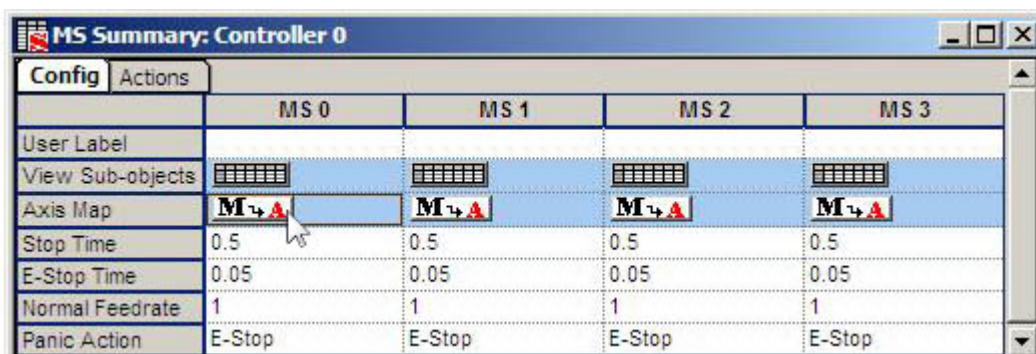 MS Summary: Controller 0
Config Actions
MS 0 MS 1 MS 2 MS 3
User Label
View Sub-objects
Axis Map M A M A M A M A
Stop Time 0.5 0.5 0.5 0.5
E-Stop Time 0.05 0.05 0.05 0.05
Normal Feedrate 1 1 1 1
Panic Action E-Stop E-Stop E-Stop E-Stop